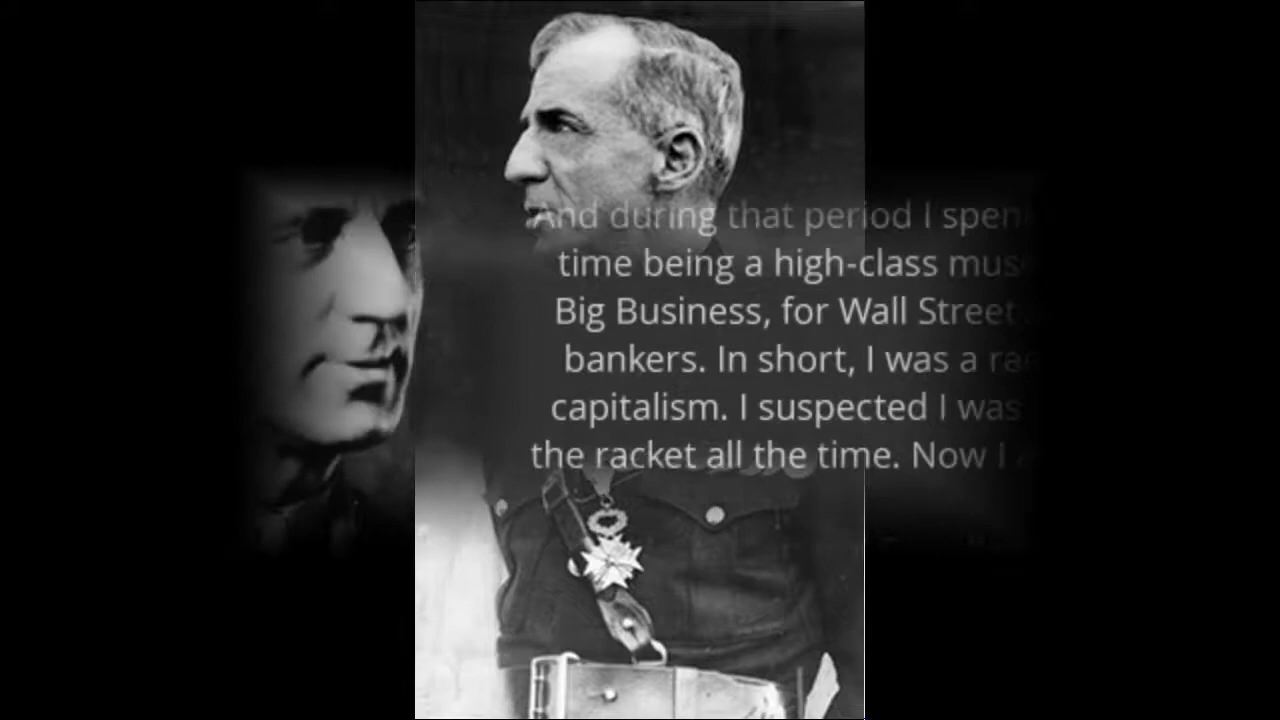 And during that period I
time being a high-class
Big Business, for Wall Street
bankers. In short, I was a
capitalism. I suspected I was
the racket all the time. Now I